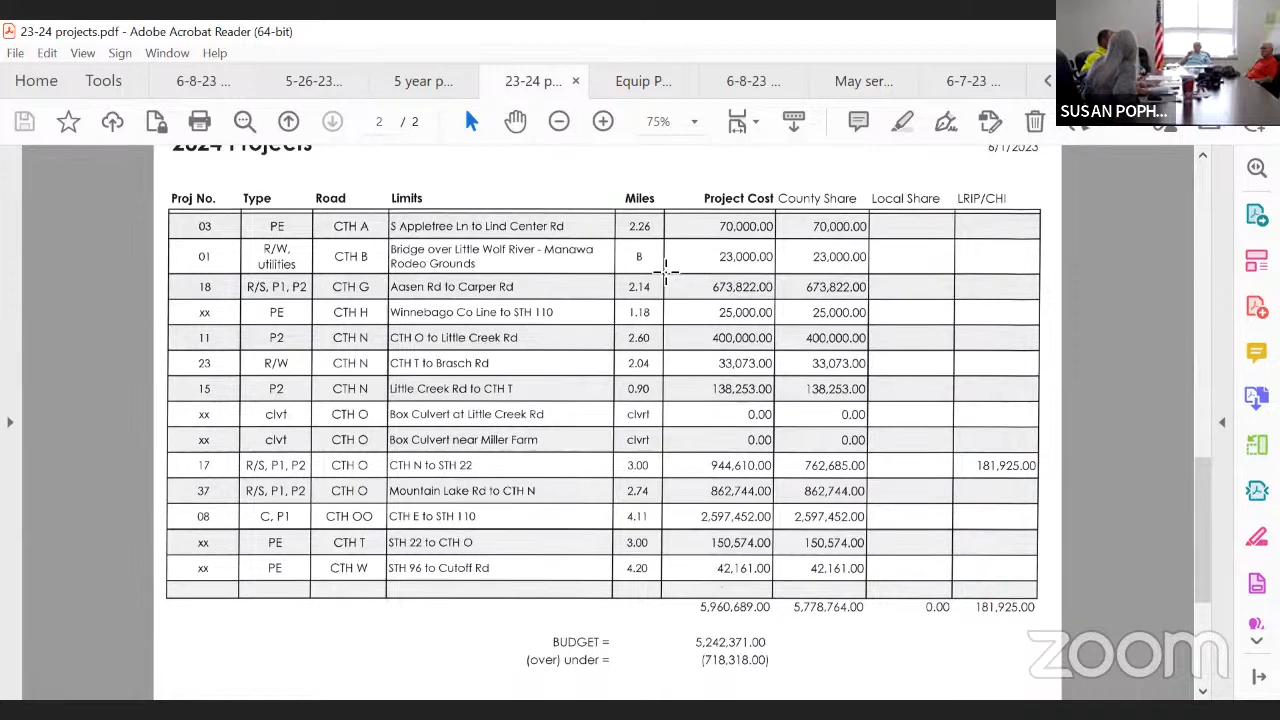 23-24 projects.pdf - Adobe Acrobat Reader (64-bit)
File Edit View Sign Window Help
Home Tools 6-8-23 ... 5-26-23... 5 year p... 23-24 p... × Equip P... 6-8-23 ... May ser... 6-7-23 ...
2 / 2 75%
SUSAN POPH...
2024 Projects 6/1/2023
Proj No. Type Road Limits Miles Project Cost County Share Local Share LRIP/CHI
03 PE CTH A S Appletree Ln to Lind Center Rd 2.26 70,000.00 70,000.00
01 R/W, utilities CTH B Bridge over Little Wolf River - Manawa Rodeo Grounds B 23,000.00 23,000.00
18 R/S, P1, P2 CTH G Aasen Rd to Carper Rd 2.14 673,822.00 673,822.00
xx PE CTH H Winnebago Co Line to STH 110 1.18 25,000.00 25,000.00
11 P2 CTH N CTH O to Little Creek Rd 2.60 400,000.00 400,000.00
23 R/W CTH N CTH T to Brasch Rd 2.04 33,073.00 33,073.00
15 P2 CTH N Little Creek Rd to CTH T 0.90 138,253.00 138,253.00
xx clvt CTH O Box Culvert at Little Creek Rd clvrt 0.00 0.00
xx clvt CTH O Box Culvert near Miller Farm clvrt 0.00 0.00
17 R/S, P1, P2 CTH O CTH N to STH 22 3.00 944,610.00 762,685.00 181,925.00
37 R/S, P1, P2 CTH O Mountain Lake Rd to CTH N 2.74 862,744.00 862,744.00
08 C, P1 CTH OO CTH E to STH 110 4.11 2,597,452.00 2,597,452.00
xx PE CTH T STH 22 to CTH O 3.00 150,574.00 150,574.00
xx PE CTH W STH 96 to Cutoff Rd 4.20 42,161.00 42,161.00
5,960,689.00 5,778,764.00 0.00 181,925.00
BUDGET = 5,242,371.00
(over) under = (718,318.00)
zoom